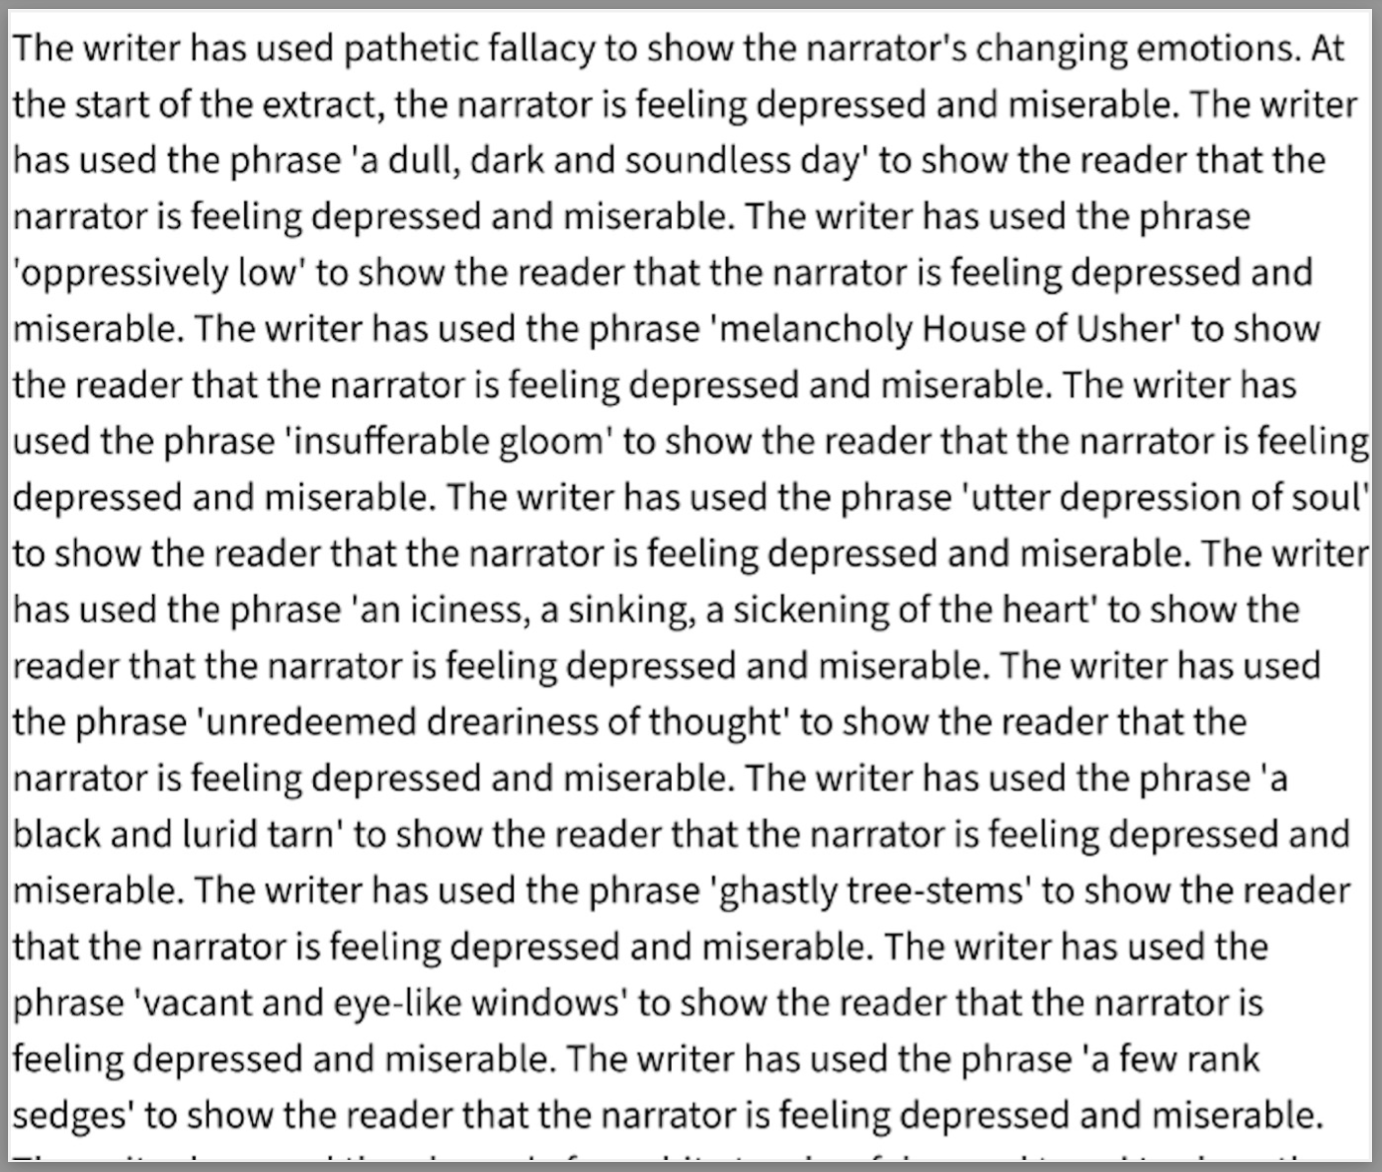 The writer has used pathetic fallacy to show the narrator's changing emotions. At
the start of the extract, the narrator is feeling depressed and miserable. The writer
has used the phrase 'a dull, dark and soundless day' to show the reader that the
narrator is feeling depressed and miserable. The writer has used the phrase
'oppressively low' to show the reader that the narrator is feeling depressed and
miserable. The writer has used the phrase 'melancholy House of Usher' to show
the reader that the narrator is feeling depressed and miserable. The writer has
used the phrase 'insufferable gloom' to show the reader that the narrator is feeling
depressed and miserable. The writer has used the phrase 'utter depression of soul'
to show the reader that the narrator is feeling depressed and miserable. The writer
has used the phrase 'an iciness, a sinking, a sickening of the heart' to show the
reader that the narrator is feeling depressed and miserable. The writer has used
the phrase 'unredeemed dreariness of thought' to show the reader that the
narrator is feeling depressed and miserable. The writer has used the phrase 'a
black and lurid tarn' to show the reader that the narrator is feeling depressed and
miserable. The writer has used the phrase 'ghastly tree-stems' to show the reader
that the narrator is feeling depressed and miserable. The writer has used the
phrase 'vacant and eye-like windows' to show the reader that the narrator is
feeling depressed and miserable. The writer has used the phrase 'a few rank
sedges' to show the reader that the narrator is feeling depressed and miserable.